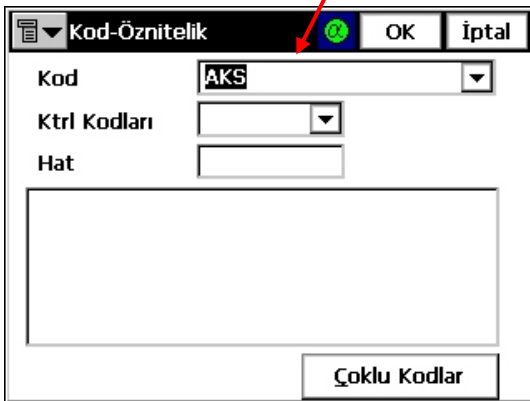 Kod-Öznitelik α OK İptal
Kod AKS
Ktrl Kodları
Hat
Çoklu Kodlar